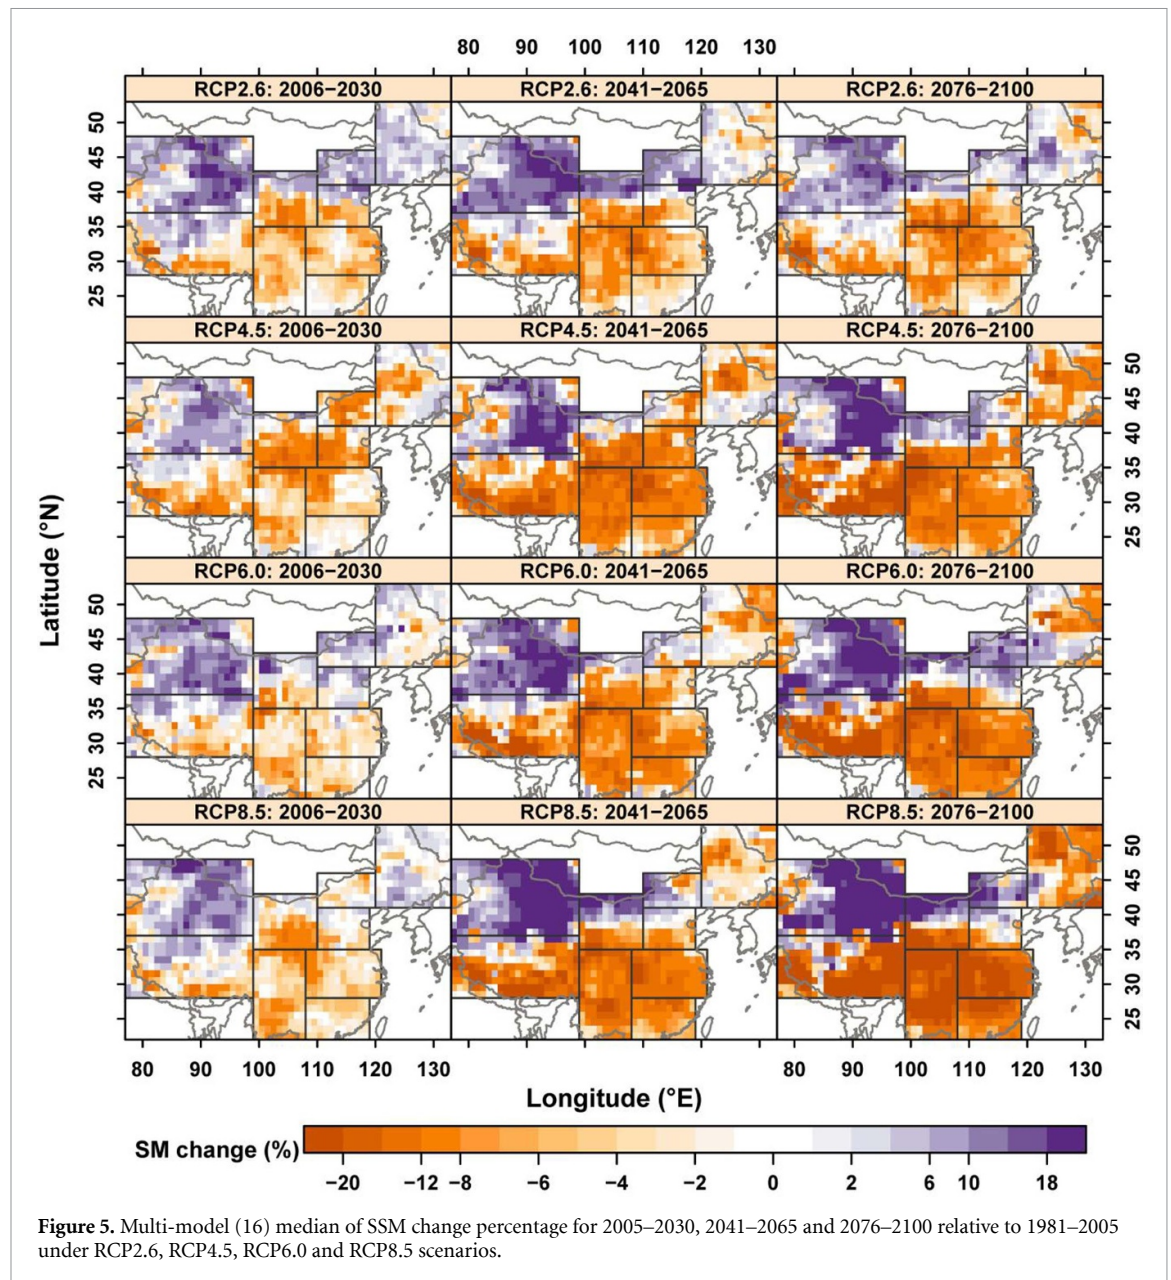 80 90 100 110 120 130
RCP2.6: 2006−2030 RCP2.6: 2041−2065 RCP2.6: 2076−2100
50
45
40
35
30
25
RCP4.5: 2006−2030 RCP4.5: 2041−2065 RCP4.5: 2076−2100
50
45
40
35
30
25
RCP6.0: 2006−2030 RCP6.0: 2041−2065 RCP6.0: 2076−2100
50
45
40
35
30
25
RCP8.5: 2006−2030 RCP8.5: 2041−2065 RCP8.5: 2076−2100
50
45
40
35
30
25
Latitude (°N)
80 90 100 110 120 130 80 90 100 110 120 130
Longitude (°E)
SM change (%)
−20 −12 −8 −6 −4 −2 0 2 6 10 18
Figure 5. Multi-model (16) median of SSM change percentage for 2005–2030, 2041–2065 and 2076–2100 relative to 1981–2005
under RCP2.6, RCP4.5, RCP6.0 and RCP8.5 scenarios.